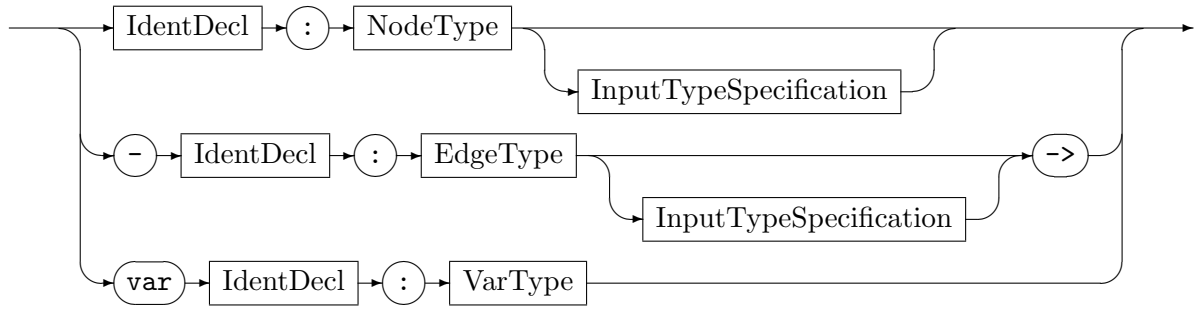 IdentDecl : NodeType
InputTypeSpecification
- IdentDecl : EdgeType ->
InputTypeSpecification
var IdentDecl : VarType